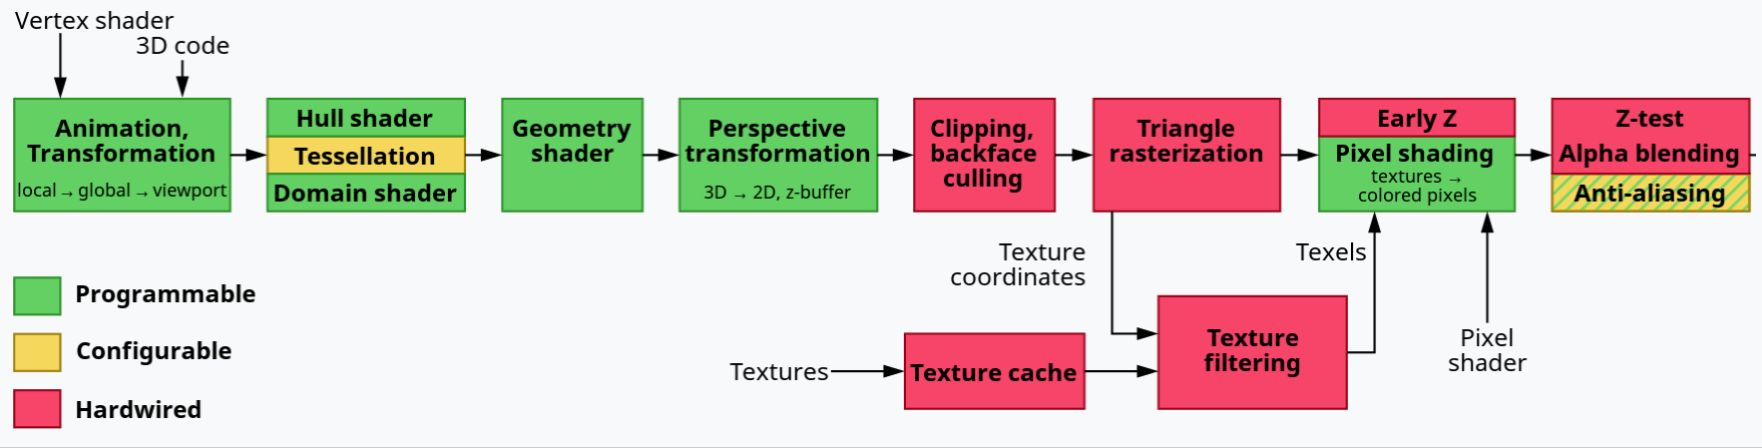 Vertex shader
3D code
Animation,
Transformation
local → global → viewport
Hull shader
Tessellation
Domain shader
Geometry
shader
Perspective
transformation
3D → 2D, z-buffer
Clipping,
backface
culling
Triangle
rasterization
Early Z
Pixel shading
textures →
colored pixels
Z-test
Alpha blending
Anti-aliasing
Texture
coordinates
Texels
Textures
Texture cache
Texture
filtering
Pixel
shader
Programmable
Configurable
Hardwired